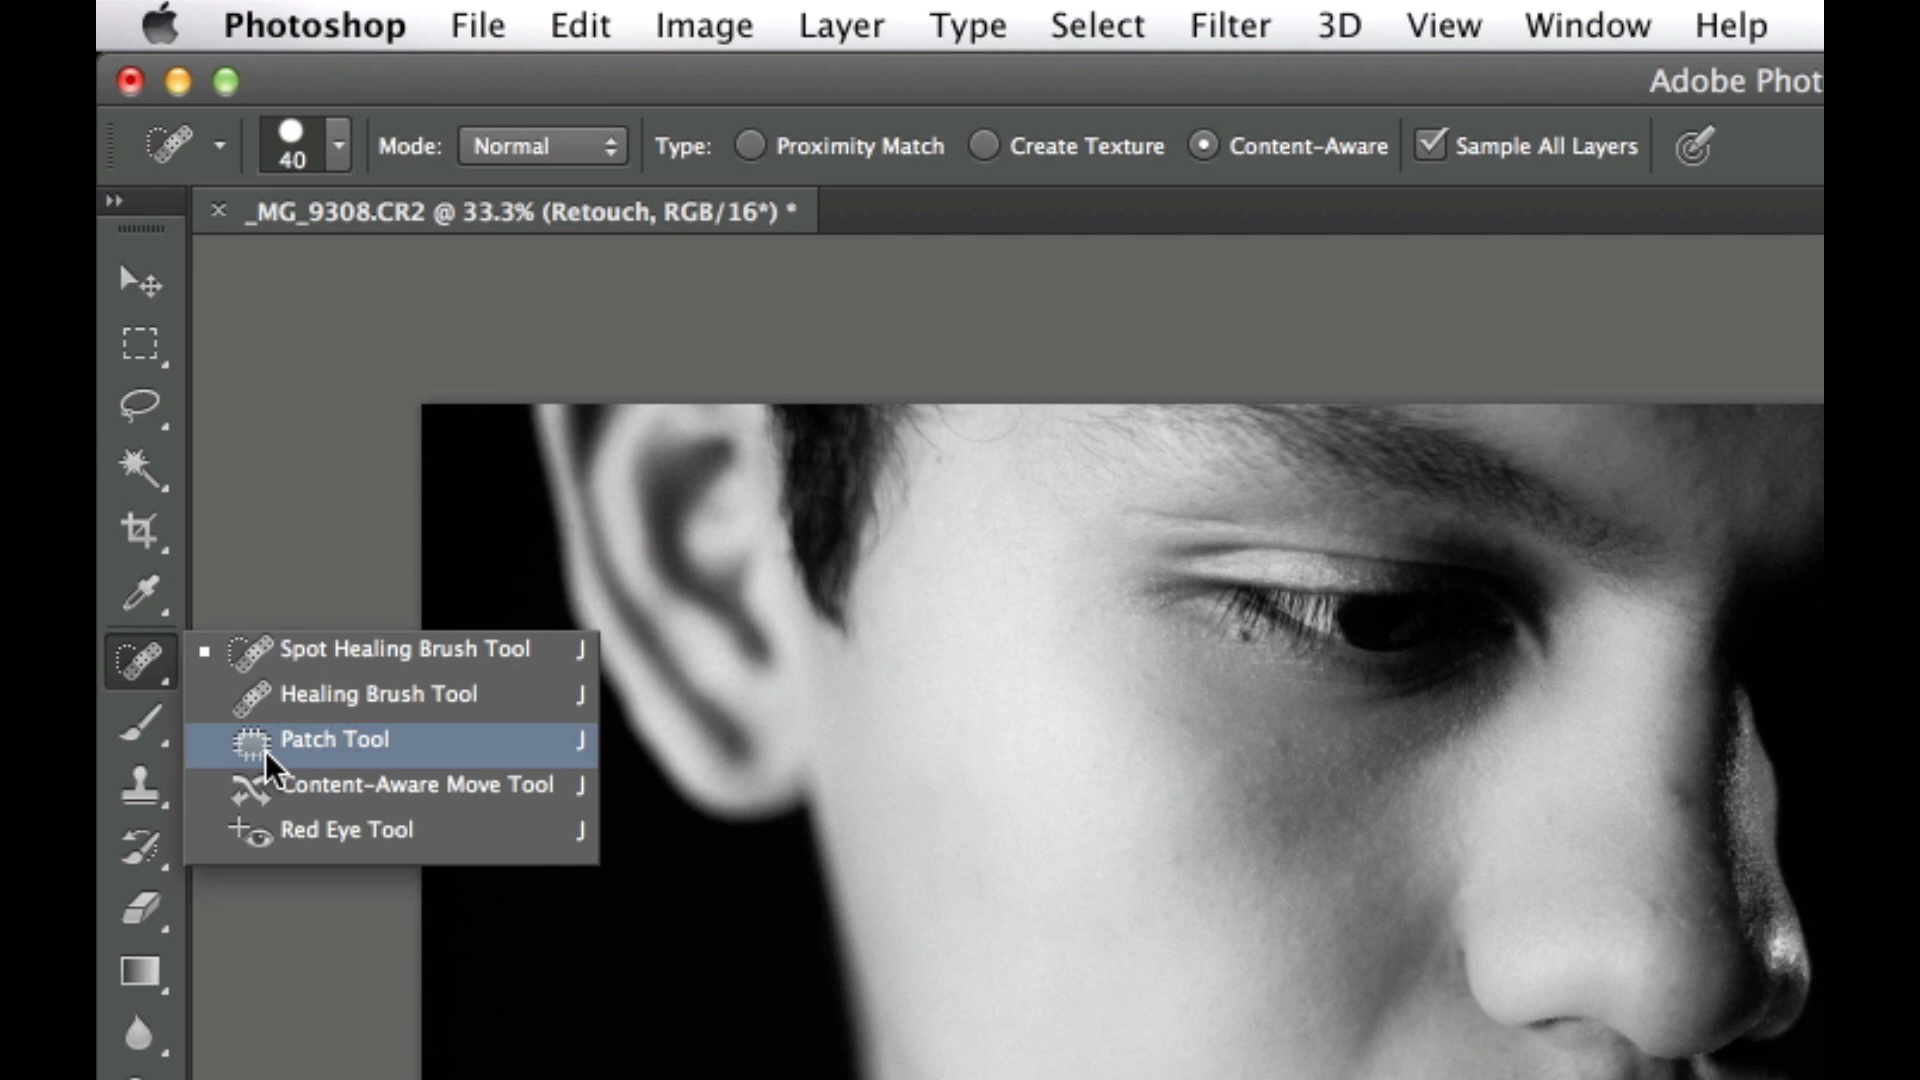 Photoshop File Edit Image Layer Type Select Filter 3D View Window Help
Adobe Phot
40 Mode: Normal Type: Proximity Match Create Texture Content-Aware Sample All Layers
_MG_9308.CR2 @ 33.3% (Retouch, RGB/16*) *
Spot Healing Brush Tool J
Healing Brush Tool J
Patch Tool J
Content-Aware Move Tool J
Red Eye Tool J